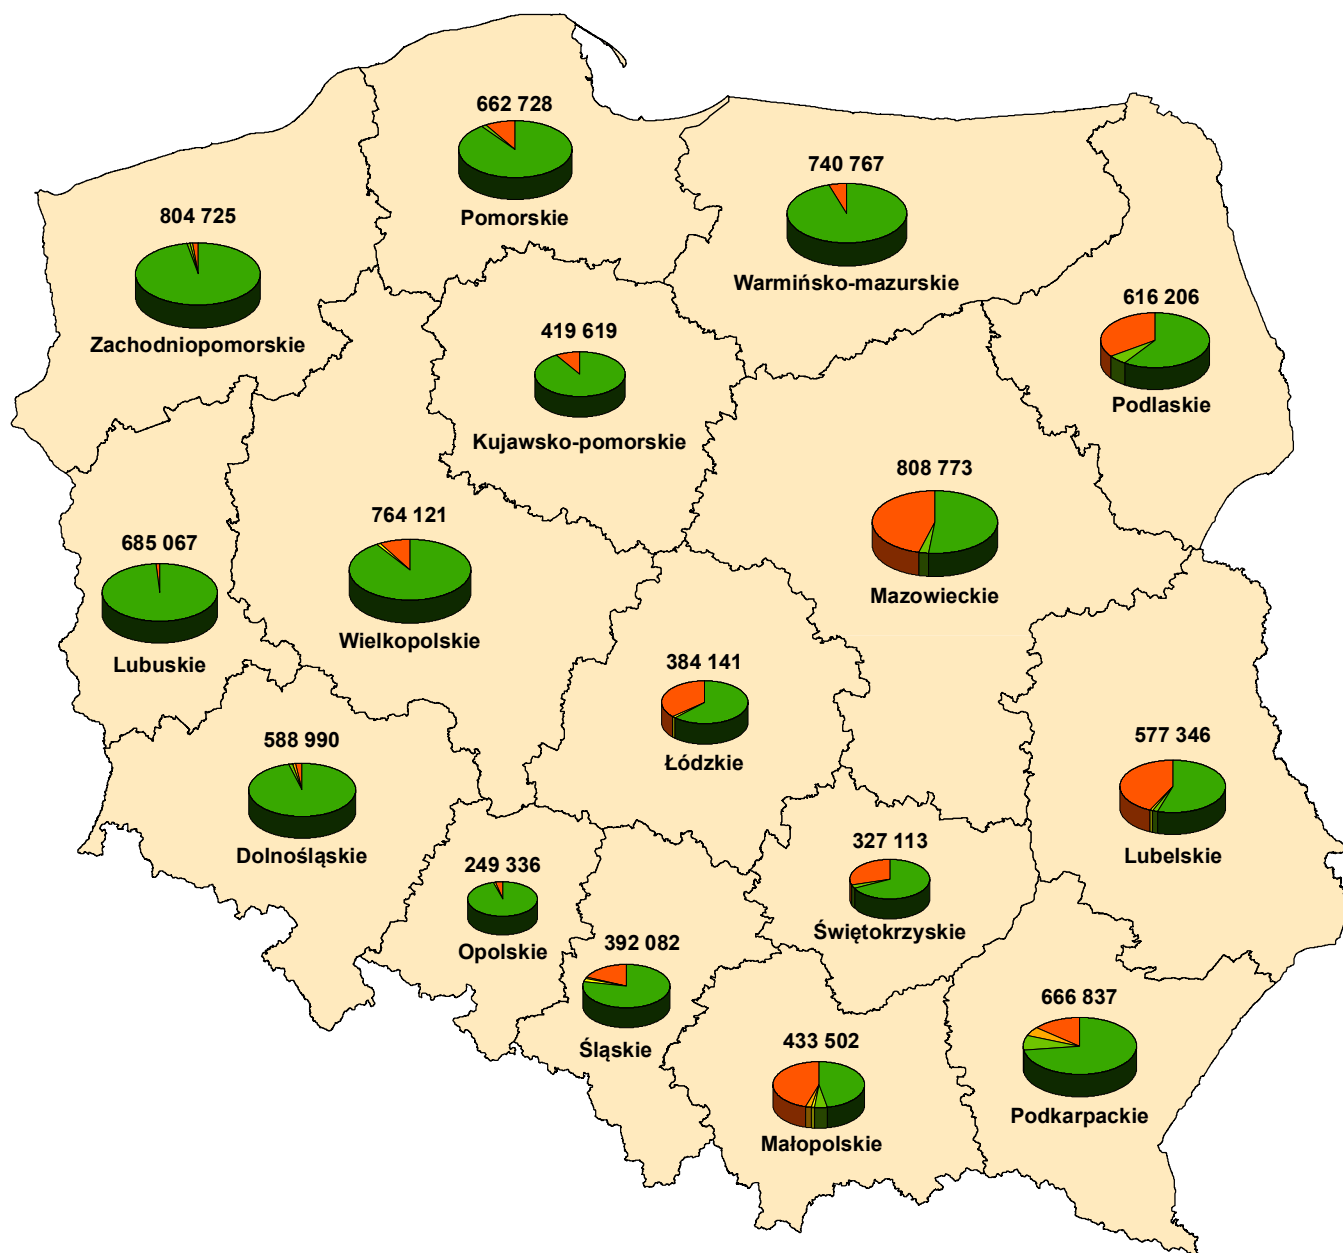 662 728
Pomorskie
740 767
Warmińsko-mazurskie
804 725
Zachodniopomorskie
616 206
Podlaskie
419 619
Kujawsko-pomorskie
808 773
Mazowieckie
764 121
Wielkopolskie
685 067
Lubuskie
384 141
Łódzkie
577 346
Lubelskie
588 990
Dolnośląskie
327 113
Świętokrzyskie
249 336
Opolskie
392 082
Śląskie
666 837
Podkarpackie
433 502
Małopolskie